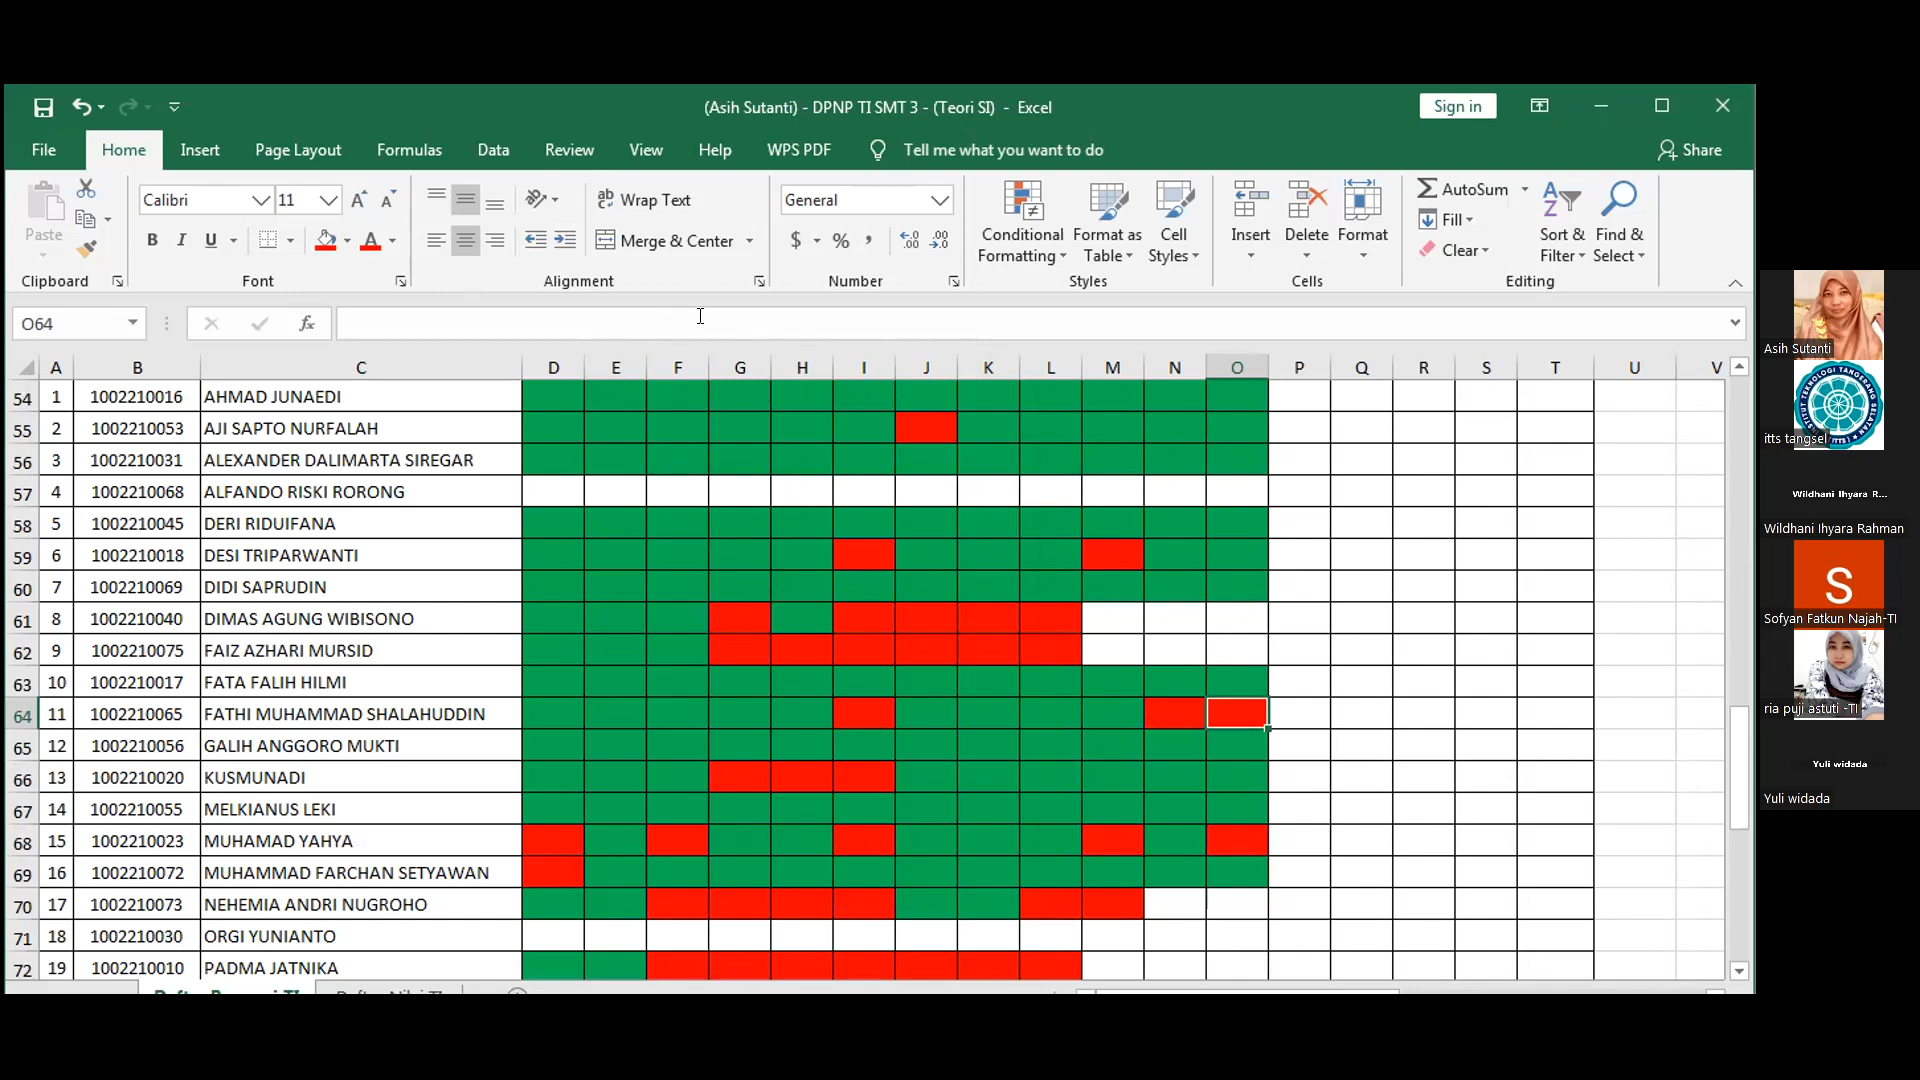 (Asih Sutanti) - DPNP TI SMT 3 - (Teori SI) - Excel
Sign in
File Home Insert Page Layout Formulas Data Review View Help WPS PDF Tell me what you want to do Share
Calibri 11 Wrap Text General AutoSum
Paste B I U Merge & Center $ % Conditional Formatting Format as Table Cell Styles Insert Delete Format Fill Clear Sort & Filter Find & Select
Clipboard Font Alignment Number Styles Cells Editing
O64 fx
A B C D E F G H I J K L M N O P Q R S T U V
54 1 1002210016 AHMAD JUNAEDI
55 2 1002210053 AJI SAPTO NURFALAH
56 3 1002210031 ALEXANDER DALIMARTA SIREGAR
57 4 1002210068 ALFANDO RISKI RORONG
58 5 1002210045 DERI RIDUIFANA
59 6 1002210018 DESI TRIPARWANTI
60 7 1002210069 DIDI SAPRUDIN
61 8 1002210040 DIMAS AGUNG WIBISONO
62 9 1002210075 FAIZ AZHARI MURSID
63 10 1002210017 FATA FALIH HILMI
64 11 1002210065 FATHI MUHAMMAD SHALAHUDDIN
65 12 1002210056 GALIH ANGGORO MUKTI
66 13 1002210020 KUSMUNADI
67 14 1002210055 MELKIANUS LEKI
68 15 1002210023 MUHAMAD YAHYA
69 16 1002210072 MUHAMMAD FARCHAN SETYAWAN
70 17 1002210073 NEHEMIA ANDRI NUGROHO
71 18 1002210030 ORGI YUNIANTO
72 19 1002210010 PADMA JATNIKA
Asih Sutanti
INSTITUT TEKNOLOGI TANGERANG SELATAN
itts tangsel
Wildhani Ihyara R...
Wildhani Ihyara Rahman
S
Sofyan Fatkun Najah-TI
ria puji astuti -TI
Yuli widada
Yuli widada